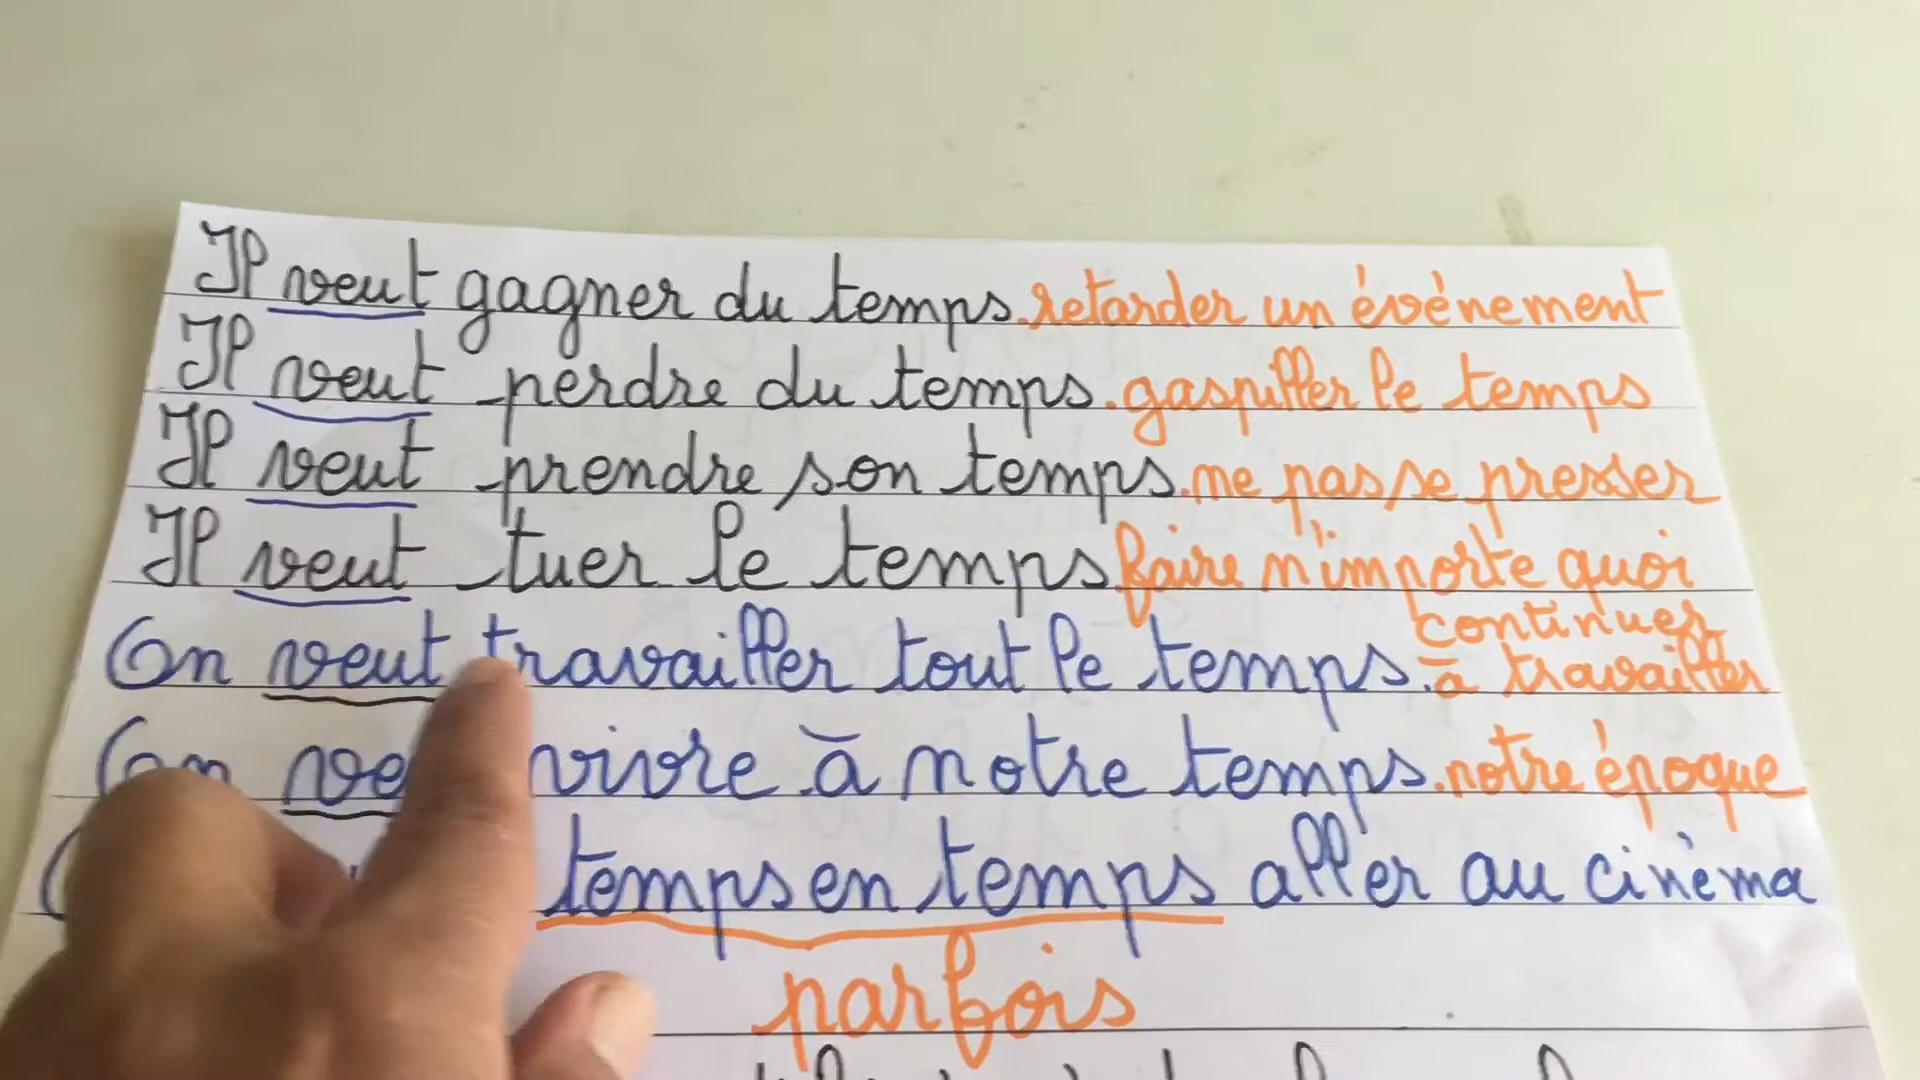 Il veut gagner du temps. retarder un évènement
Il veut perdre du temps. gaspiller le temps
Il veut prendre son temps. ne pas se presser
Il veut tuer le temps faire n'importe quoi
On veut travailler tout le temps. continuer à travailler
On vivre à notre temps. notre époque
temps en temps aller au cinéma
parfois